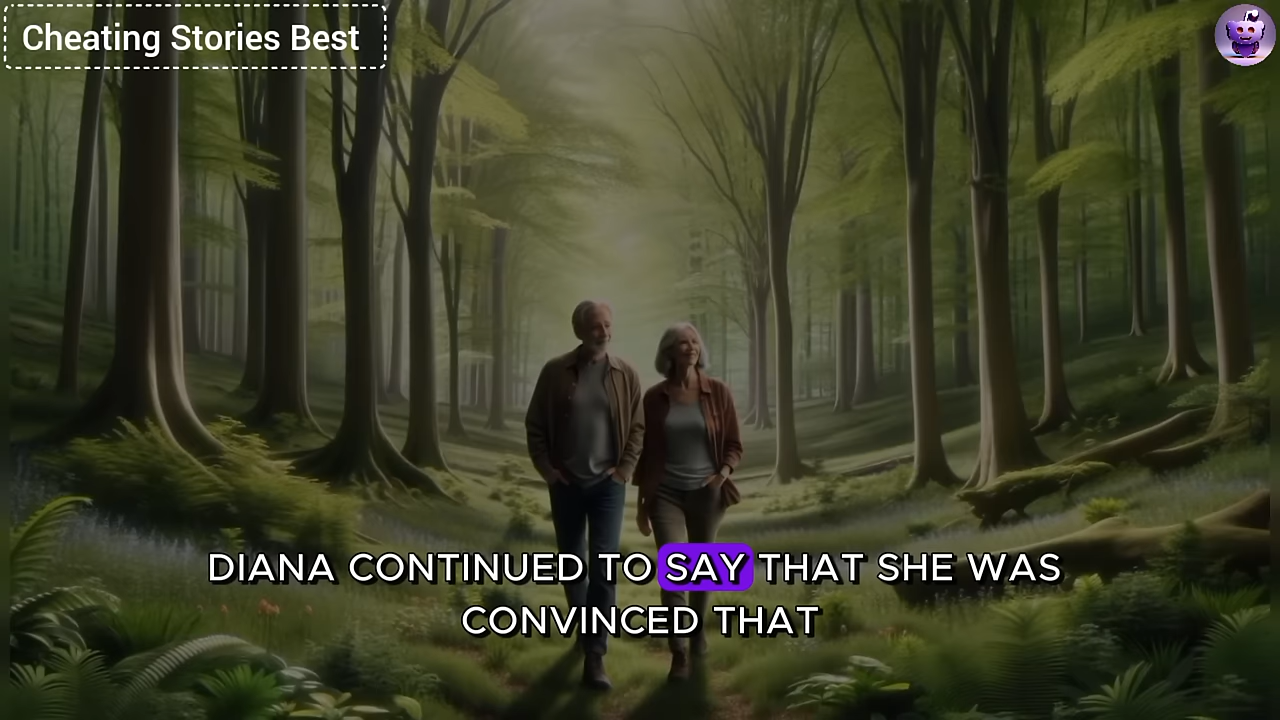 Cheating Stories Best
DIANA CONTINUED TO SAY THAT SHE WAS
CONVINCED THAT